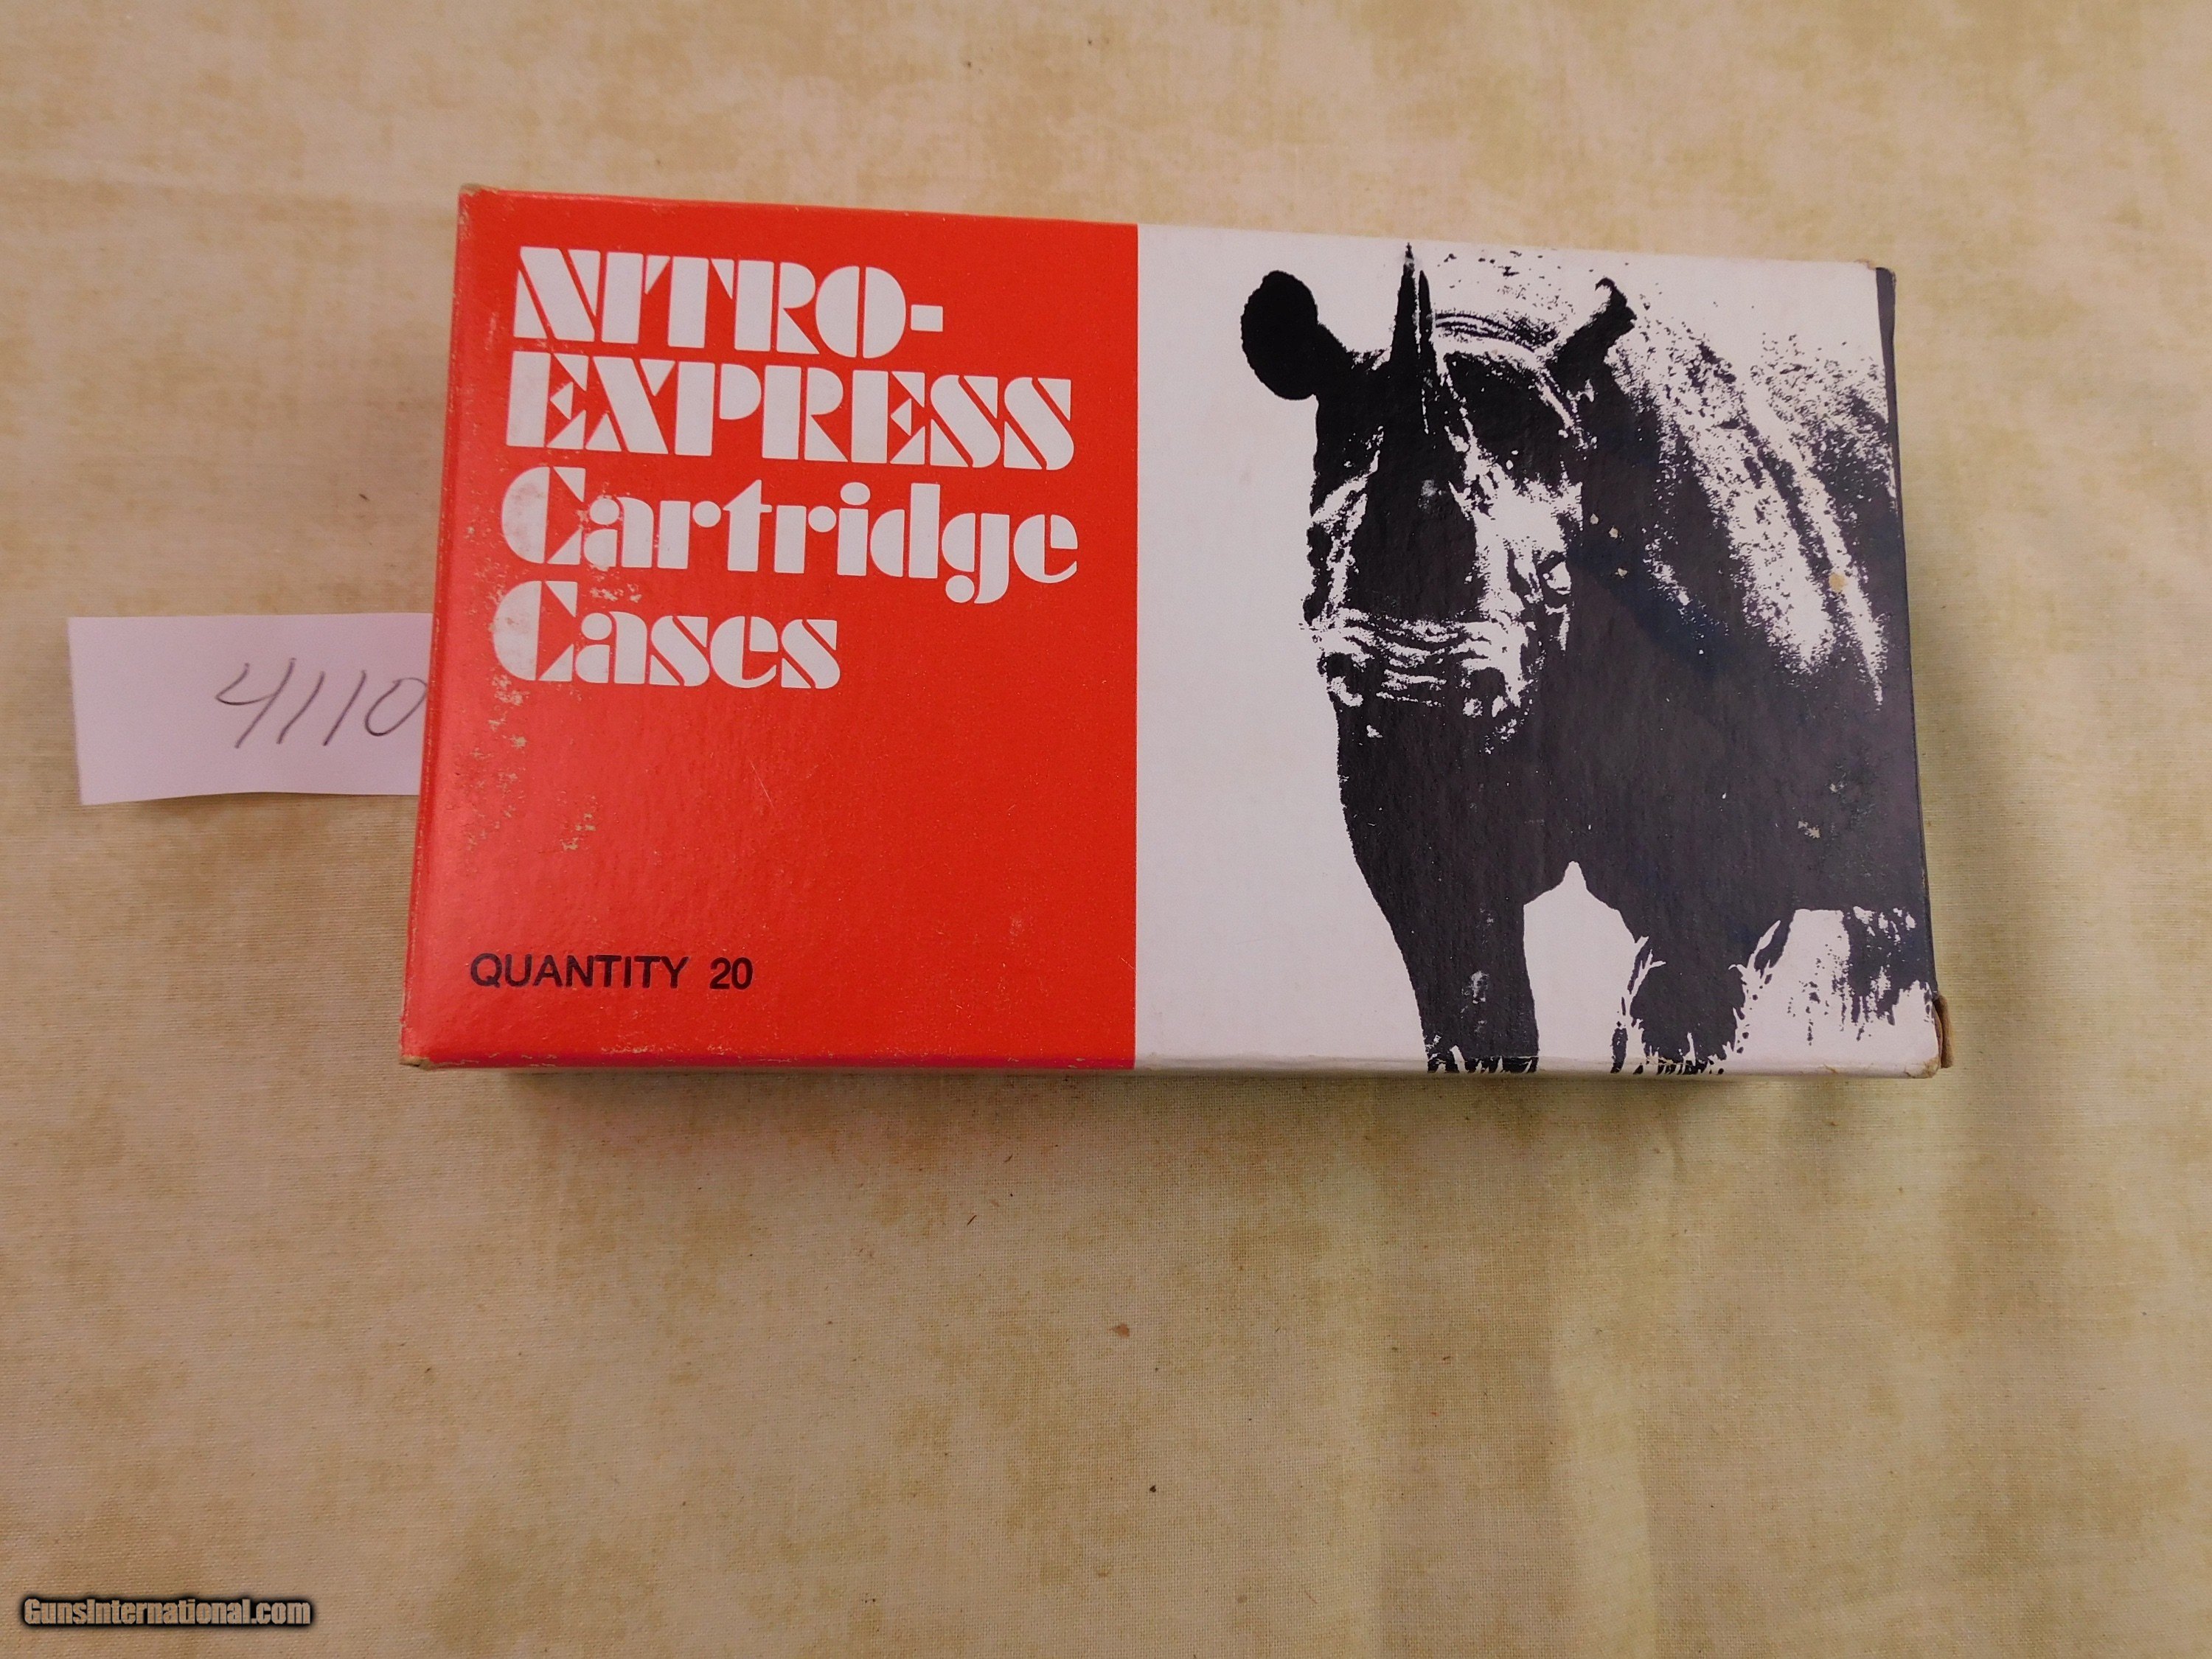 NITRO-
EXPRESS
Cartridge
Cases
4110
QUANTITY 20
GunsInternational.com